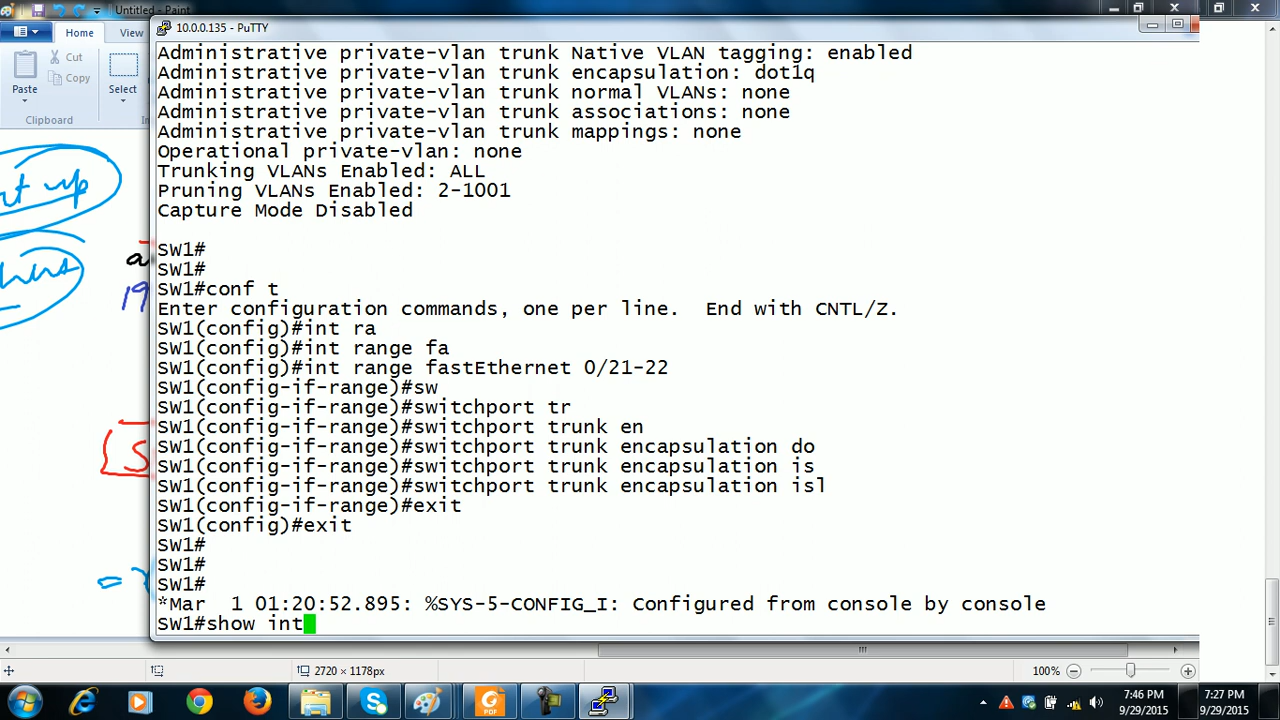 Untitled - Paint
10.0.0.135 - PuTTY
Home
View
Cut
Copy
Paste
Select
Clipboard
Administrative private-vlan trunk Native VLAN tagging: enabled
Administrative private-vlan trunk encapsulation: dot1q
Administrative private-vlan trunk normal VLANs: none
Administrative private-vlan trunk associations: none
Administrative private-vlan trunk mappings: none
Operational private-vlan: none
Trunking VLANs Enabled: ALL
Pruning VLANs Enabled: 2-1001
Capture Mode Disabled
SW1#
SW1#
SW1#conf t
Enter configuration commands, one per line.  End with CNTL/Z.
SW1(config)#int ra
SW1(config)#int range fa
SW1(config)#int range fastEthernet 0/21-22
SW1(config-if-range)#sw
SW1(config-if-range)#switchport tr
SW1(config-if-range)#switchport trunk en
SW1(config-if-range)#switchport trunk encapsulation do
SW1(config-if-range)#switchport trunk encapsulation is
SW1(config-if-range)#switchport trunk encapsulation isl
SW1(config-if-range)#exit
SW1(config)#exit
SW1#
SW1#
SW1#
*Mar  1 01:20:52.895: %SYS-5-CONFIG_I: Configured from console by console
SW1#show int
2720 × 1178px
100%
PDF
7:46 PM
9/29/2015
7:27 PM
9/29/2015